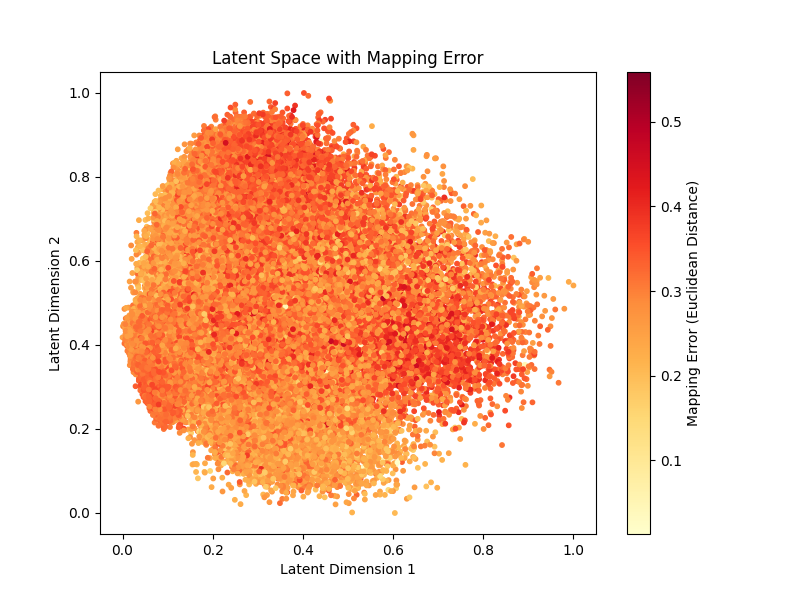 Latent Space with Mapping Error
1.0
0.8
0.6
0.4
0.2
0.0
Latent Dimension 2
0.0 0.2 0.4 0.6 0.8 1.0
Latent Dimension 1
0.5
0.4
0.3
0.2
0.1
Mapping Error (Euclidean Distance)